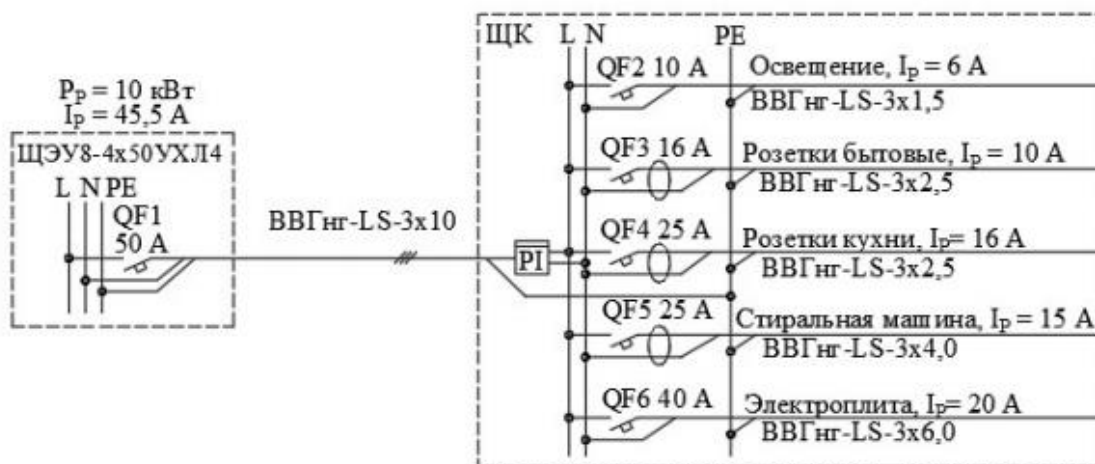 ЩК
L N
PE
Pр = 10 кВт
Iр = 45,5 А
ЩЭУ8-4х50УХЛ4
L N PE
QF1
50 А
ВВГнг-LS-3х10
PI
QF2 10 А
Освещение, Iр = 6 А
ВВГнг-LS-3х1,5
QF3 16 А
Розетки бытовые, Iр = 10 А
ВВГнг-LS-3х2,5
QF4 25 А
Розетки кухни, Iр= 16 А
ВВГнг-LS-3х2,5
QF5 25 А
Стиральная машина, Iр = 15 А
ВВГнг-LS-3х4,0
QF6 40 А
Электроплита, Iр= 20 А
ВВГнг-LS-3х6,0